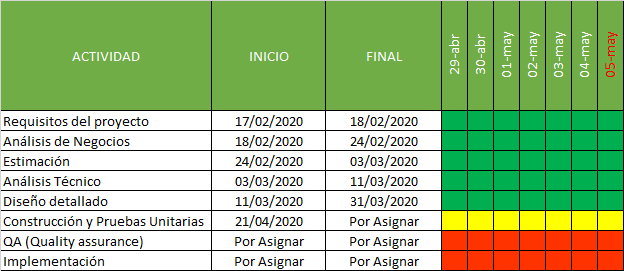 ACTIVIDAD INICIO FINAL 29-abr 30-abr 01-may 02-may 03-may 04-may 05-may
Requisitos del proyecto 17/02/2020 18/02/2020
Análisis de Negocios 18/02/2020 24/02/2020
Estimación 24/02/2020 03/03/2020
Análisis Técnico 03/03/2020 11/03/2020
Diseño detallado 11/03/2020 31/03/2020
Construcción y Pruebas Unitarias 21/04/2020 Por Asignar
QA (Quality assurance) Por Asignar Por Asignar
Implementación Por Asignar Por Asignar